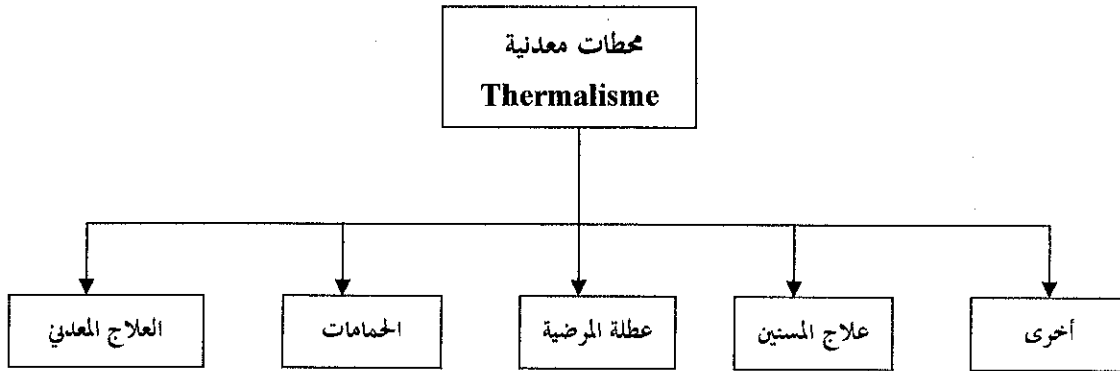 محطات معدنية
Thermalisme
أخرى
علاج المسنين
عطلة المرضية
الحمامات
العلاج المعدني